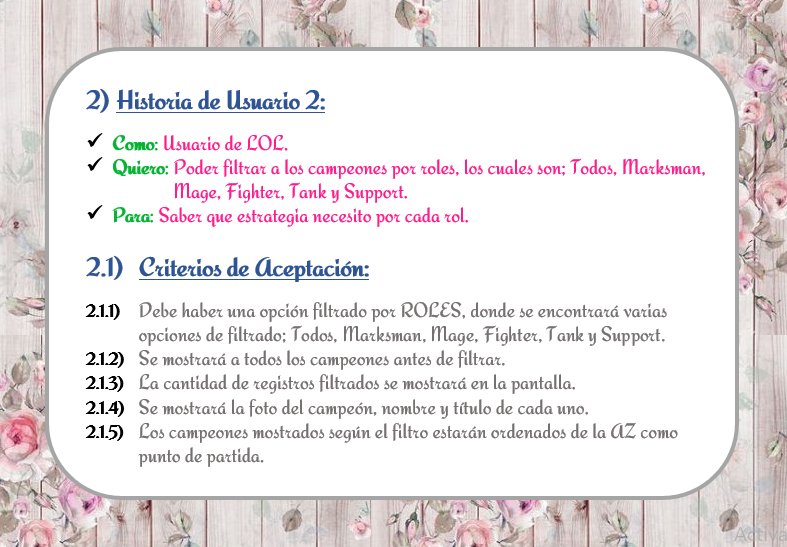 2) Historia de Usuario 2:
✓ Como: Usuario de LOL.
✓ Quiero: Poder filtrar a los campeones por roles, los cuales son; Todos, Marksman,
Mage, Fighter, Tank y Support.
✓ Para: Saber que estrategia necesito por cada rol.
2.1) Criterios de Aceptación:
2.1.1) Debe haber una opción filtrado por ROLES, donde se encontrará varias
opciones de filtrado; Todos, Marksman, Mage, Fighter, Tank y Support.
2.1.2) Se mostrará a todos los campeones antes de filtrar.
2.1.3) La cantidad de registros filtrados se mostrará en la pantalla.
2.1.4) Se mostrará la foto del campeón, nombre y título de cada uno.
2.1.5) Los campeones mostrados según el filtro estarán ordenados de la AZ como
punto de partida.
Activa